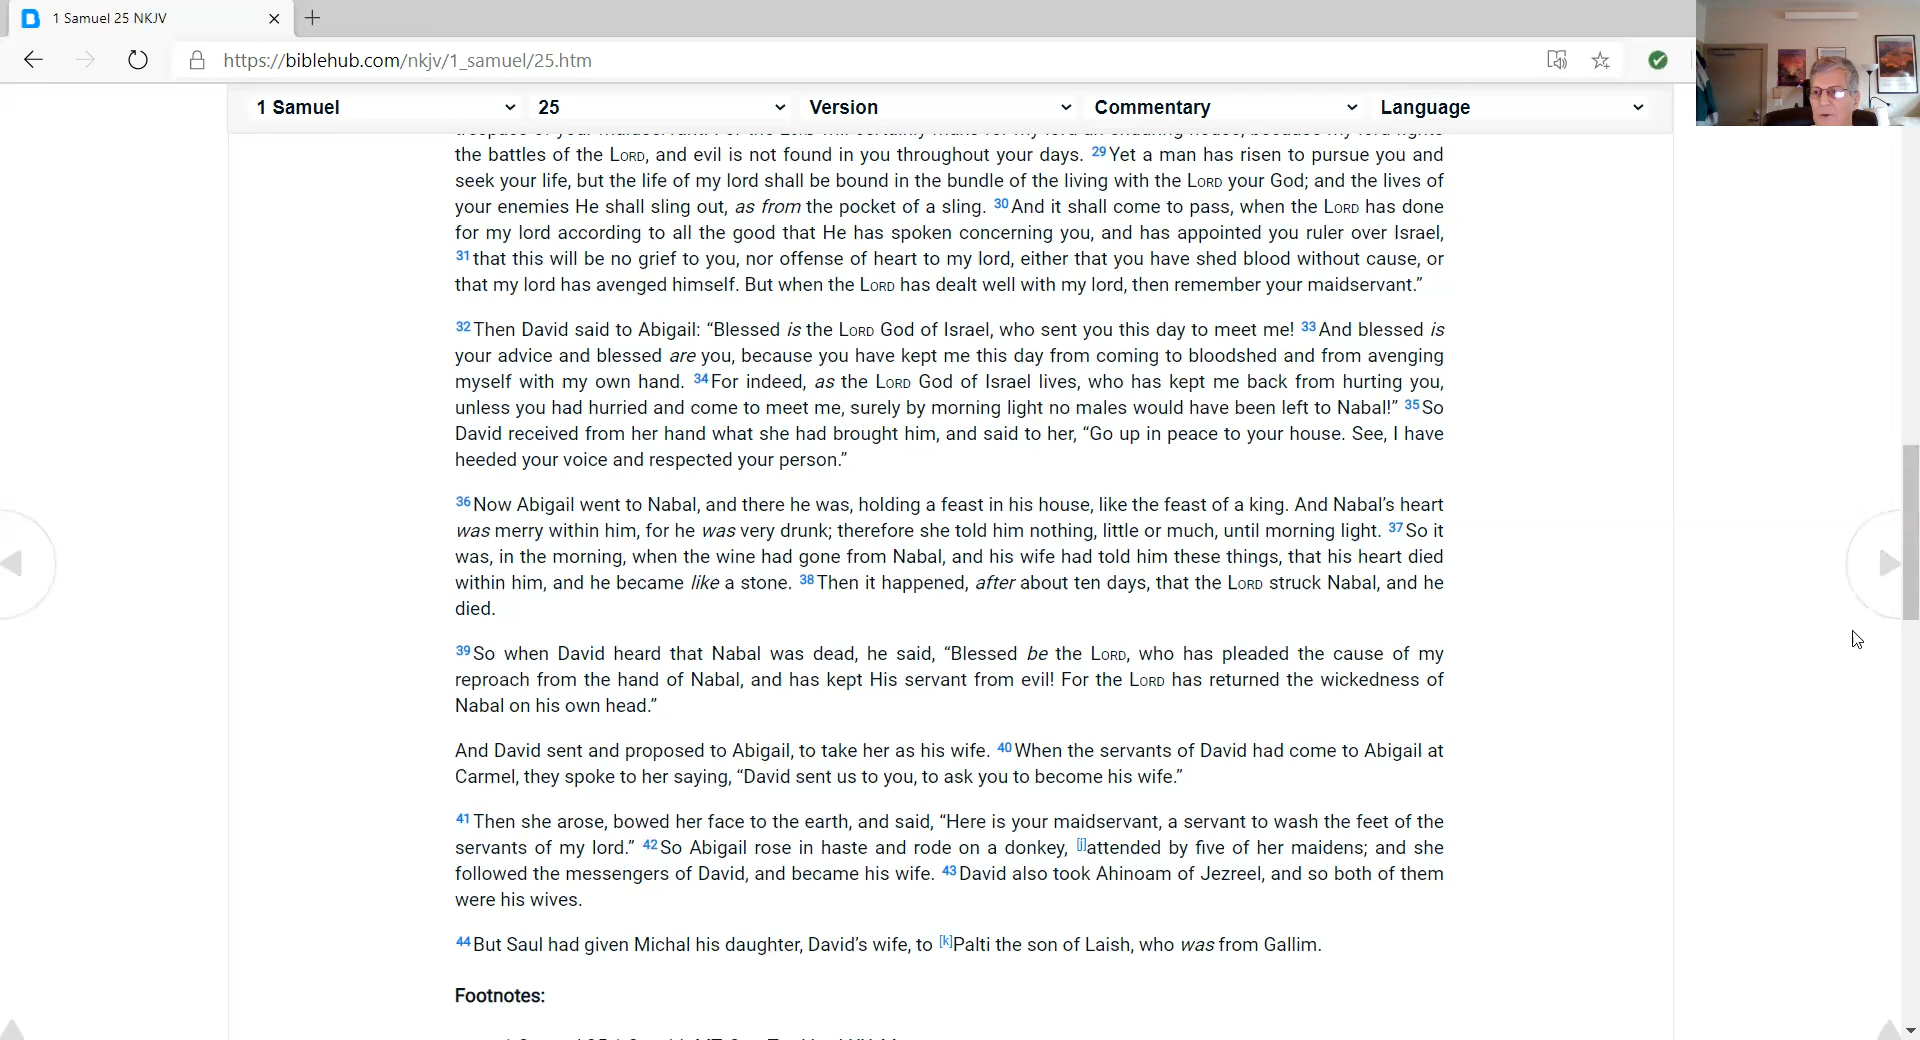 1 Samuel 25 NKJV
https://biblehub.com/nkjv/1_samuel/25.htm
1 Samuel 25 Version Commentary Language
the battles of the LORD, and evil is not found in you throughout your days. 29 Yet a man has risen to pursue you and
seek your life, but the life of my lord shall be bound in the bundle of the living with the LORD your God; and the lives of
your enemies He shall sling out, as from the pocket of a sling. 30 And it shall come to pass, when the LORD has done
for my lord according to all the good that He has spoken concerning you, and has appointed you ruler over Israel,
31 that this will be no grief to you, nor offense of heart to my lord, either that you have shed blood without cause, or
that my lord has avenged himself. But when the LORD has dealt well with my lord, then remember your maidservant.”
32 Then David said to Abigail: “Blessed is the LORD God of Israel, who sent you this day to meet me! 33 And blessed is
your advice and blessed are you, because you have kept me this day from coming to bloodshed and from avenging
myself with my own hand. 34 For indeed, as the LORD God of Israel lives, who has kept me back from hurting you,
unless you had hurried and come to meet me, surely by morning light no males would have been left to Nabal!” 35 So
David received from her hand what she had brought him, and said to her, “Go up in peace to your house. See, I have
heeded your voice and respected your person.”
36 Now Abigail went to Nabal, and there he was, holding a feast in his house, like the feast of a king. And Nabal’s heart
was merry within him, for he was very drunk; therefore she told him nothing, little or much, until morning light. 37 So it
was, in the morning, when the wine had gone from Nabal, and his wife had told him these things, that his heart died
within him, and he became like a stone. 38 Then it happened, after about ten days, that the LORD struck Nabal, and he
died.
39 So when David heard that Nabal was dead, he said, “Blessed be the LORD, who has pleaded the cause of my
reproach from the hand of Nabal, and has kept His servant from evil! For the LORD has returned the wickedness of
Nabal on his own head.”
And David sent and proposed to Abigail, to take her as his wife. 40 When the servants of David had come to Abigail at
Carmel, they spoke to her saying, “David sent us to you, to ask you to become his wife.”
41 Then she arose, bowed her face to the earth, and said, “Here is your maidservant, a servant to wash the feet of the
servants of my lord.” 42 So Abigail rose in haste and rode on a donkey, [j]attended by five of her maidens; and she
followed the messengers of David, and became his wife. 43 David also took Ahinoam of Jezreel, and so both of them
were his wives.
44 But Saul had given Michal his daughter, David’s wife, to [k]Palti the son of Laish, who was from Gallim.
Footnotes: